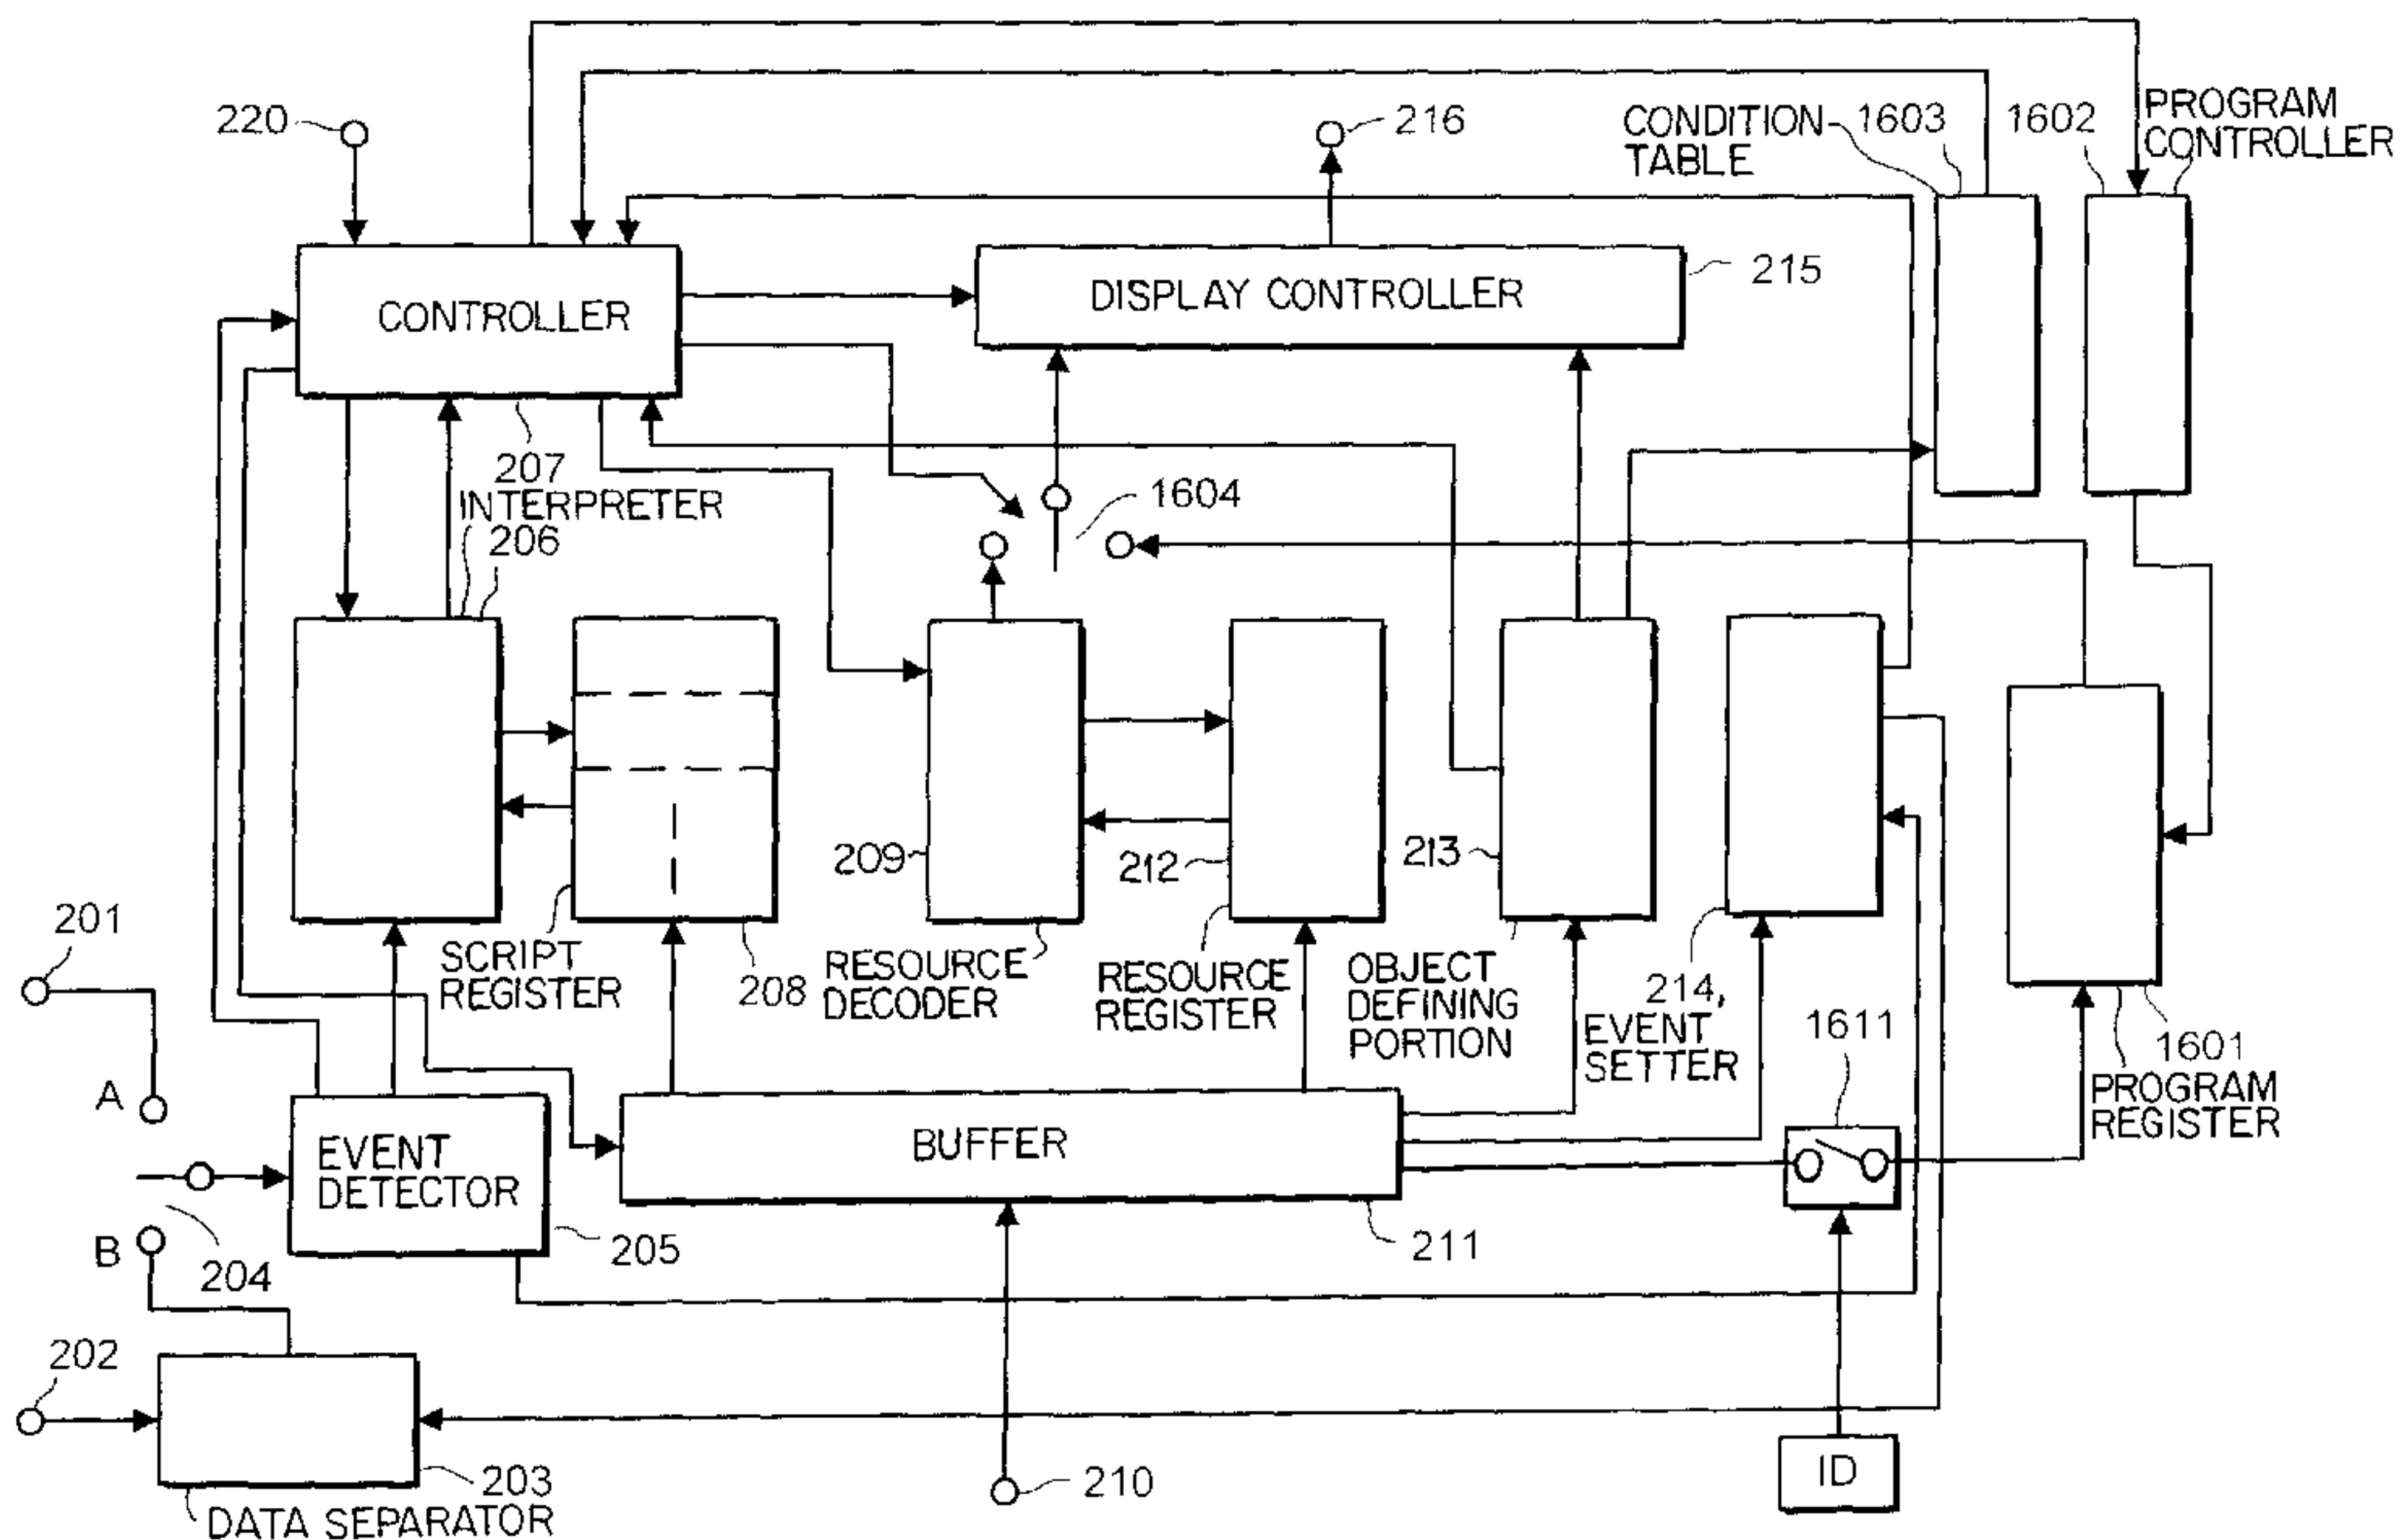 220
216
CONDITION
TABLE
1603
1602
PROGRAM
CONTROLLER
CONTROLLER
DISPLAY CONTROLLER
215
207
INTERPRETER
206
1604
209
212
213
201
SCRIPT
REGISTER
208
RESOURCE
DECODER
RESOURCE
REGISTER
OBJECT
DEFINING
PORTION
214,
EVENT
SETTER
1611
1601
PROGRAM
REGISTER
A
EVENT
DETECTOR
BUFFER
B
204
205
211
202
203
DATA SEPARATOR
210
ID